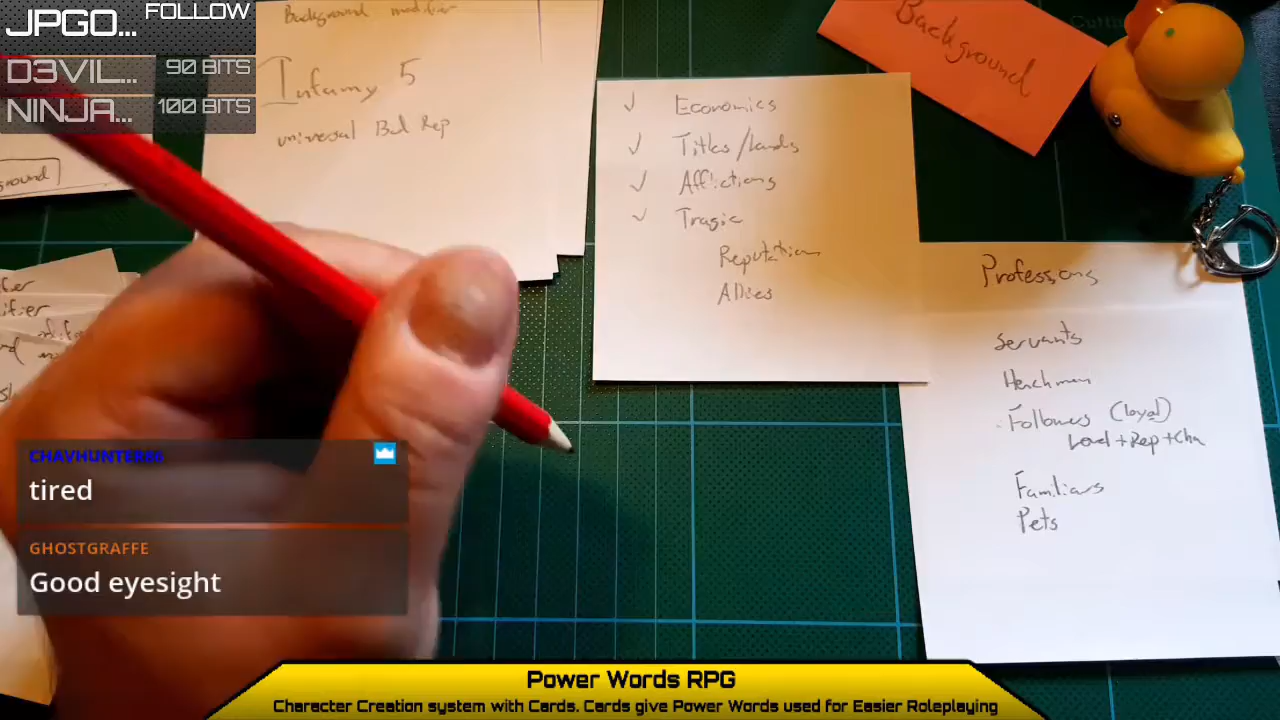 JPGO... FOLLOW
D3VIL... 90 BITS
NINJA... 100 BITS
Background modifier
Infamy 5
universal Bad Rep
Economics
Titles/Lands
Afflictions
Tragic
Reputation
Allies
Background
Professions
Servants
Henchmen
Followers (loyal)
Level + Rep + Cha
Familiars
Pets
tired
GHOSTGRAFFE
Good eyesight
Power Words RPG
Character Creation system with Cards. Cards give Power Words used for Easier Roleplaying